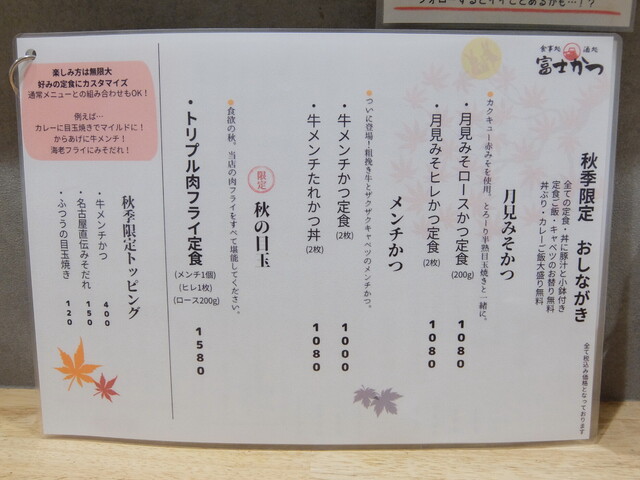 フォローするとイイことあるかも…！？
食事処 酒処
富士かつ
秋季限定 おしながき
全ての定食・丼に豚汁と小鉢付き
定食ご飯・キャベツのお替り無料
丼ぶり・カレーご飯大盛り無料
全て税込み価格となっております
月見みそかつ
カクキュー赤みそを使用、とろーり半熟目玉焼きと一緒に。
・月見みそロースかつ定食(200g) 1080
・月見みそヒレかつ定食(2枚) 1080
メンチかつ
ついに登場！粗挽き牛とザクザクキャベツのメンチかつ。
・牛メンチかつ定食(2枚) 1000
・牛メンチたれかつ丼(2枚) 1080
限定
秋の目玉
食欲の秋。当店の肉フライをすべて堪能してください。
・トリプル肉フライ定食
(メンチ1個)
(ヒレ1枚)
(ロース200g)
1580
楽しみ方は無限大
好みの定食にカスタマイズ
通常メニューとの組み合わせもOK！
例えば…
カレーに目玉焼きでマイルドに！
からあげに牛メンチ！
海老フライにみそだれ！
秋季限定トッピング
・牛メンチかつ 400
・名古屋直伝みそだれ 150
・ふつうの目玉焼き 120